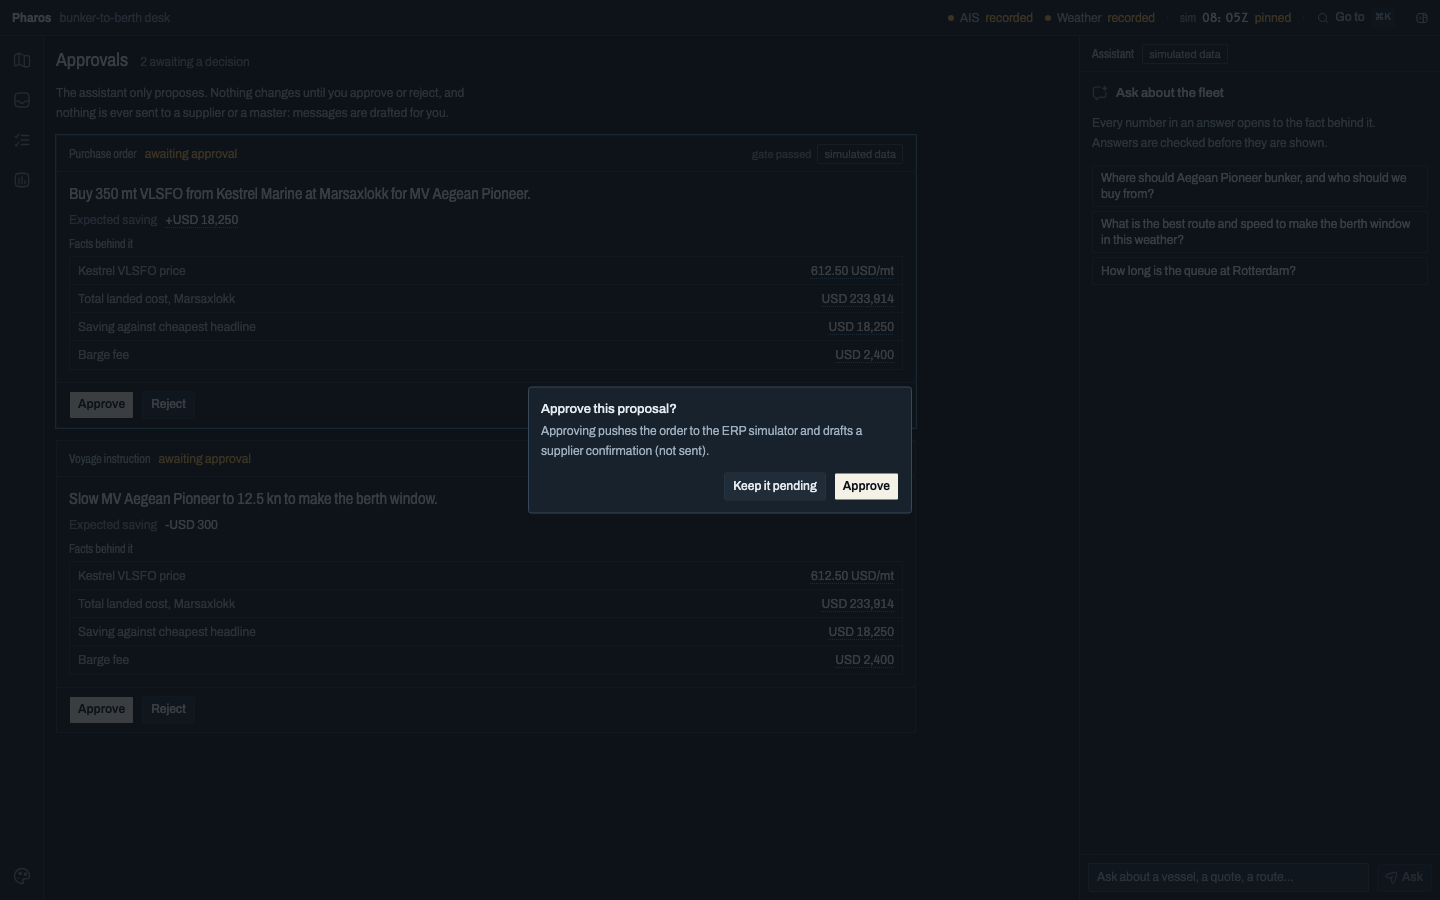 Pharos bunker-to-berth desk
AIS recorded Weather recorded sim 08:05Z pinned Go to ⌘K
Approvals 2 awaiting a decision
The assistant only proposes. Nothing changes until you approve or reject, and
nothing is ever sent to a supplier or a master: messages are drafted for you.
Purchase order awaiting approval gate passed simulated data
Buy 350 mt VLSFO from Kestrel Marine at Marsaxlokk for MV Aegean Pioneer.
Expected saving +USD 18,250
Facts behind it
Kestrel VLSFO price 612.50 USD/mt
Total landed cost, Marsaxlokk USD 233,914
Saving against cheapest headline USD 18,250
Barge fee USD 2,400
Approve Reject
Approve this proposal?
Approving pushes the order to the ERP simulator and drafts a
supplier confirmation (not sent).
Keep it pending Approve
Voyage instruction awaiting approval
Slow MV Aegean Pioneer to 12.5 kn to make the berth window.
Expected saving -USD 300
Facts behind it
Kestrel VLSFO price 612.50 USD/mt
Total landed cost, Marsaxlokk USD 233,914
Saving against cheapest headline USD 18,250
Barge fee USD 2,400
Approve Reject
Assistant simulated data
Ask about the fleet
Every number in an answer opens to the fact behind it.
Answers are checked before they are shown.
Where should Aegean Pioneer bunker, and who should we
buy from?
What is the best route and speed to make the berth window
in this weather?
How long is the queue at Rotterdam?
Ask about a vessel, a quote, a route... Ask